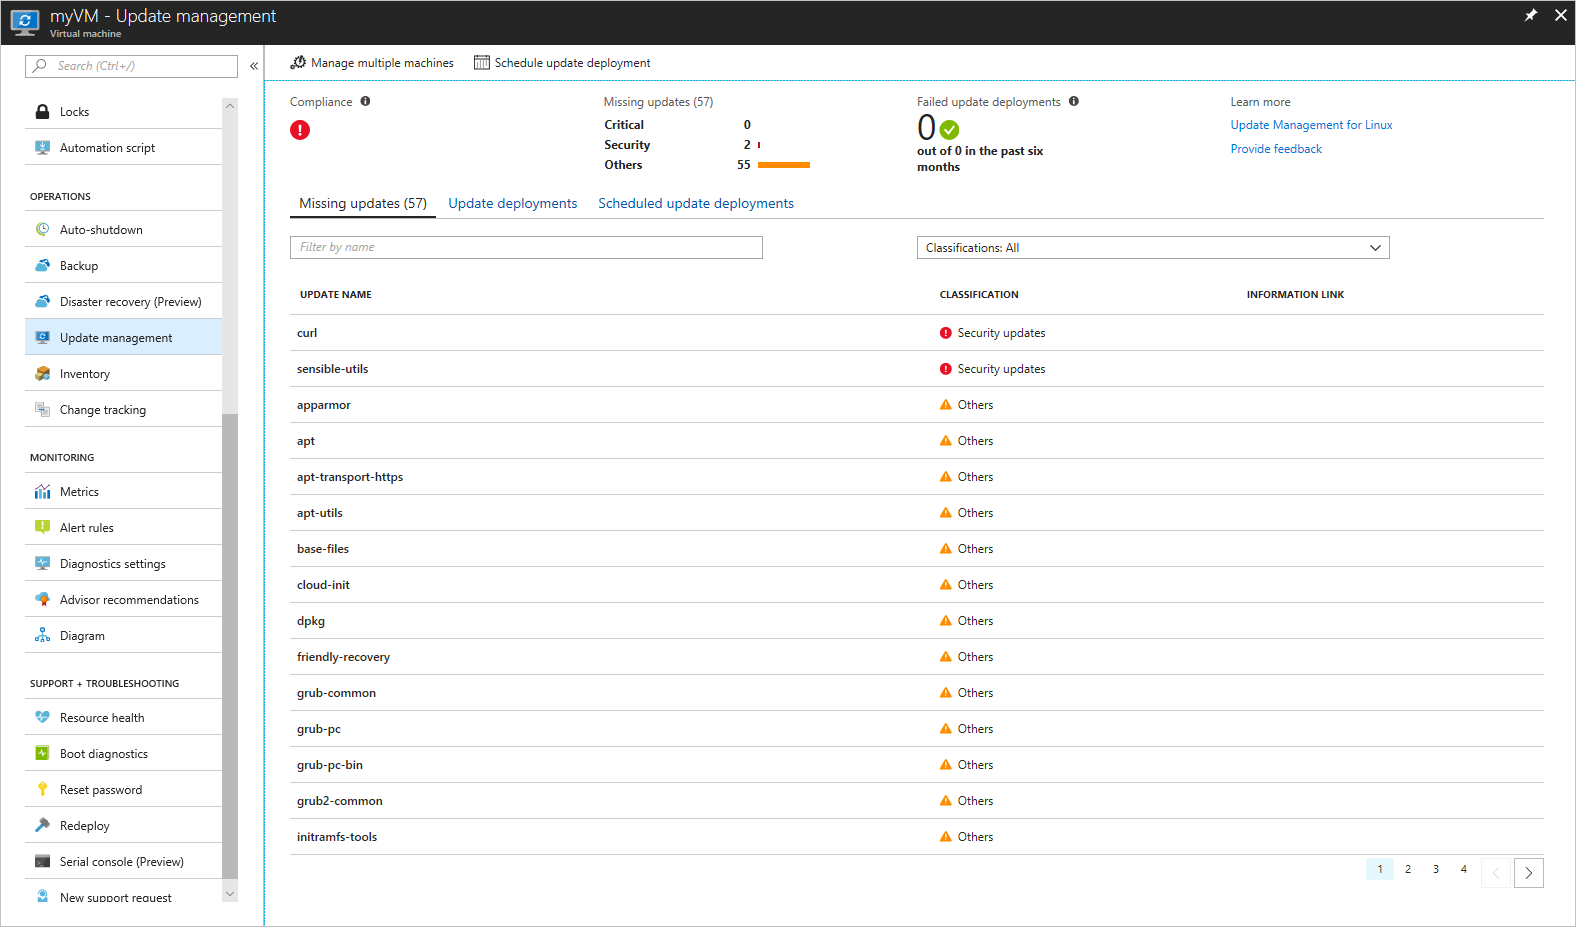 myVM - Update management
Virtual machine
Search (Ctrl+/)
Locks
Automation script
OPERATIONS
Auto-shutdown
Backup
Disaster recovery (Preview)
Update management
Inventory
Change tracking
MONITORING
Metrics
Alert rules
Diagnostics settings
Advisor recommendations
Diagram
SUPPORT + TROUBLESHOOTING
Resource health
Boot diagnostics
Reset password
Redeploy
Serial console (Preview)
New support request
Manage multiple machines
Schedule update deployment
Compliance
Missing updates (57)
Critical 0
Security 2
Others 55
Failed update deployments
0
out of 0 in the past six
months
Learn more
Update Management for Linux
Provide feedback
Missing updates (57) Update deployments Scheduled update deployments
Filter by name
Classifications: All
UPDATE NAME CLASSIFICATION INFORMATION LINK
curl Security updates
sensible-utils Security updates
apparmor Others
apt Others
apt-transport-https Others
apt-utils Others
base-files Others
cloud-init Others
dpkg Others
friendly-recovery Others
grub-common Others
grub-pc Others
grub-pc-bin Others
grub2-common Others
initramfs-tools Others
1 2 3 4